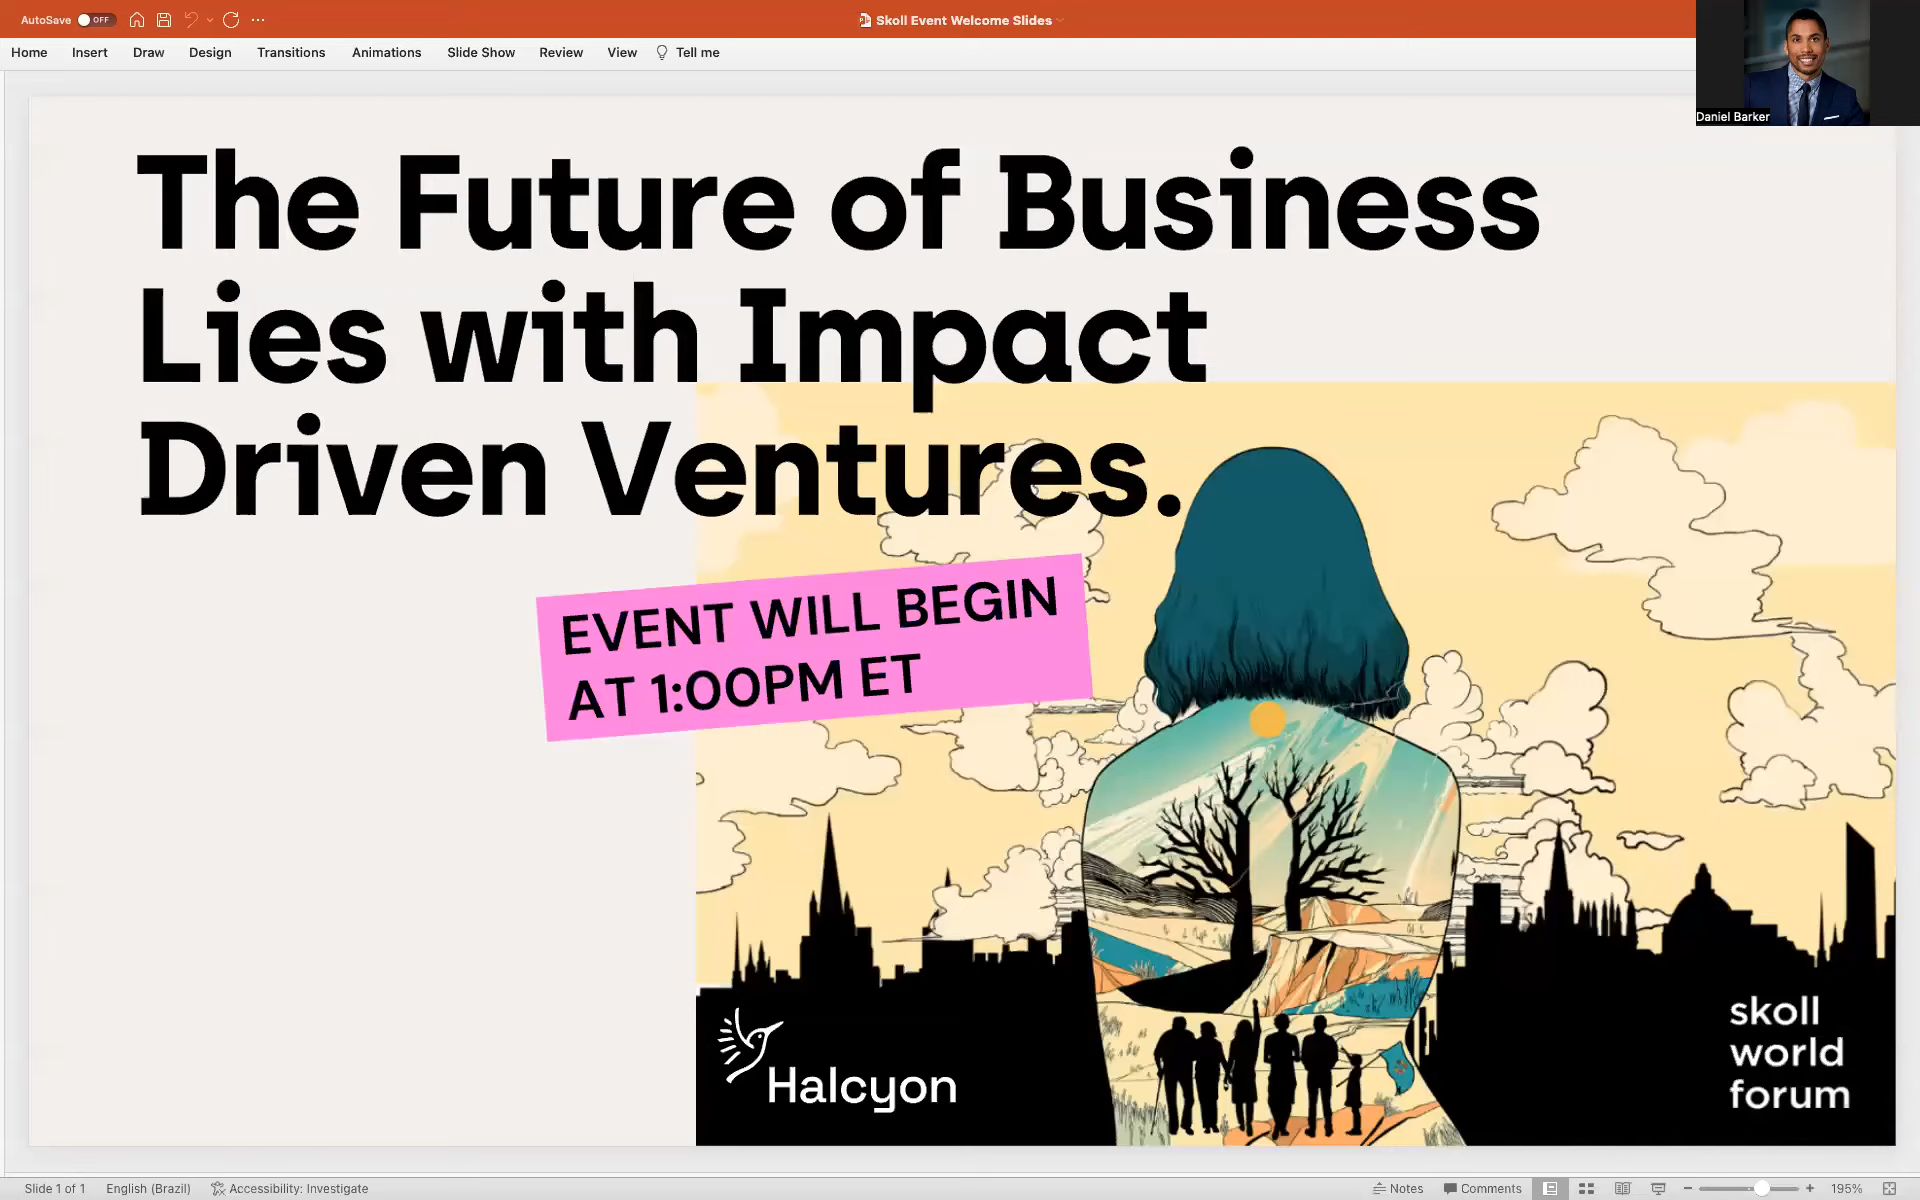 AutoSave OFF
Skoll Event Welcome Slides
Home Insert Draw Design Transitions Animations Slide Show Review View Tell me
Daniel Barker
The Future of Business
Lies with Impact
Driven Ventures.
EVENT WILL BEGIN
AT 1:00PM ET
Halcyon
skoll
world
forum
Slide 1 of 1 English (Brazil) Accessibility: Investigate Notes Comments 195%